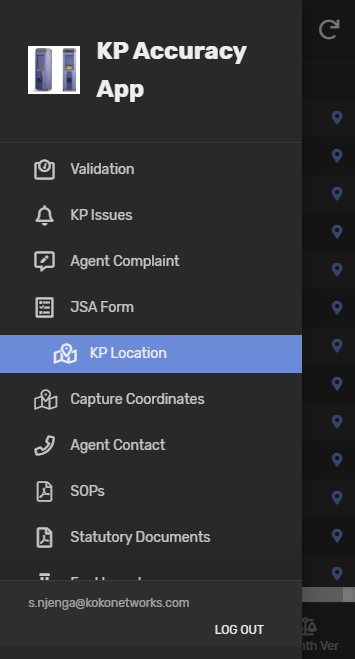 KP Accuracy
App
Validation
KP Issues
Agent Complaint
JSA Form
KP Location
Capture Coordinates
Agent Contact
SOPs
Statutory Documents
s.njenga@kokonetworks.com
LOG OUT
Ver